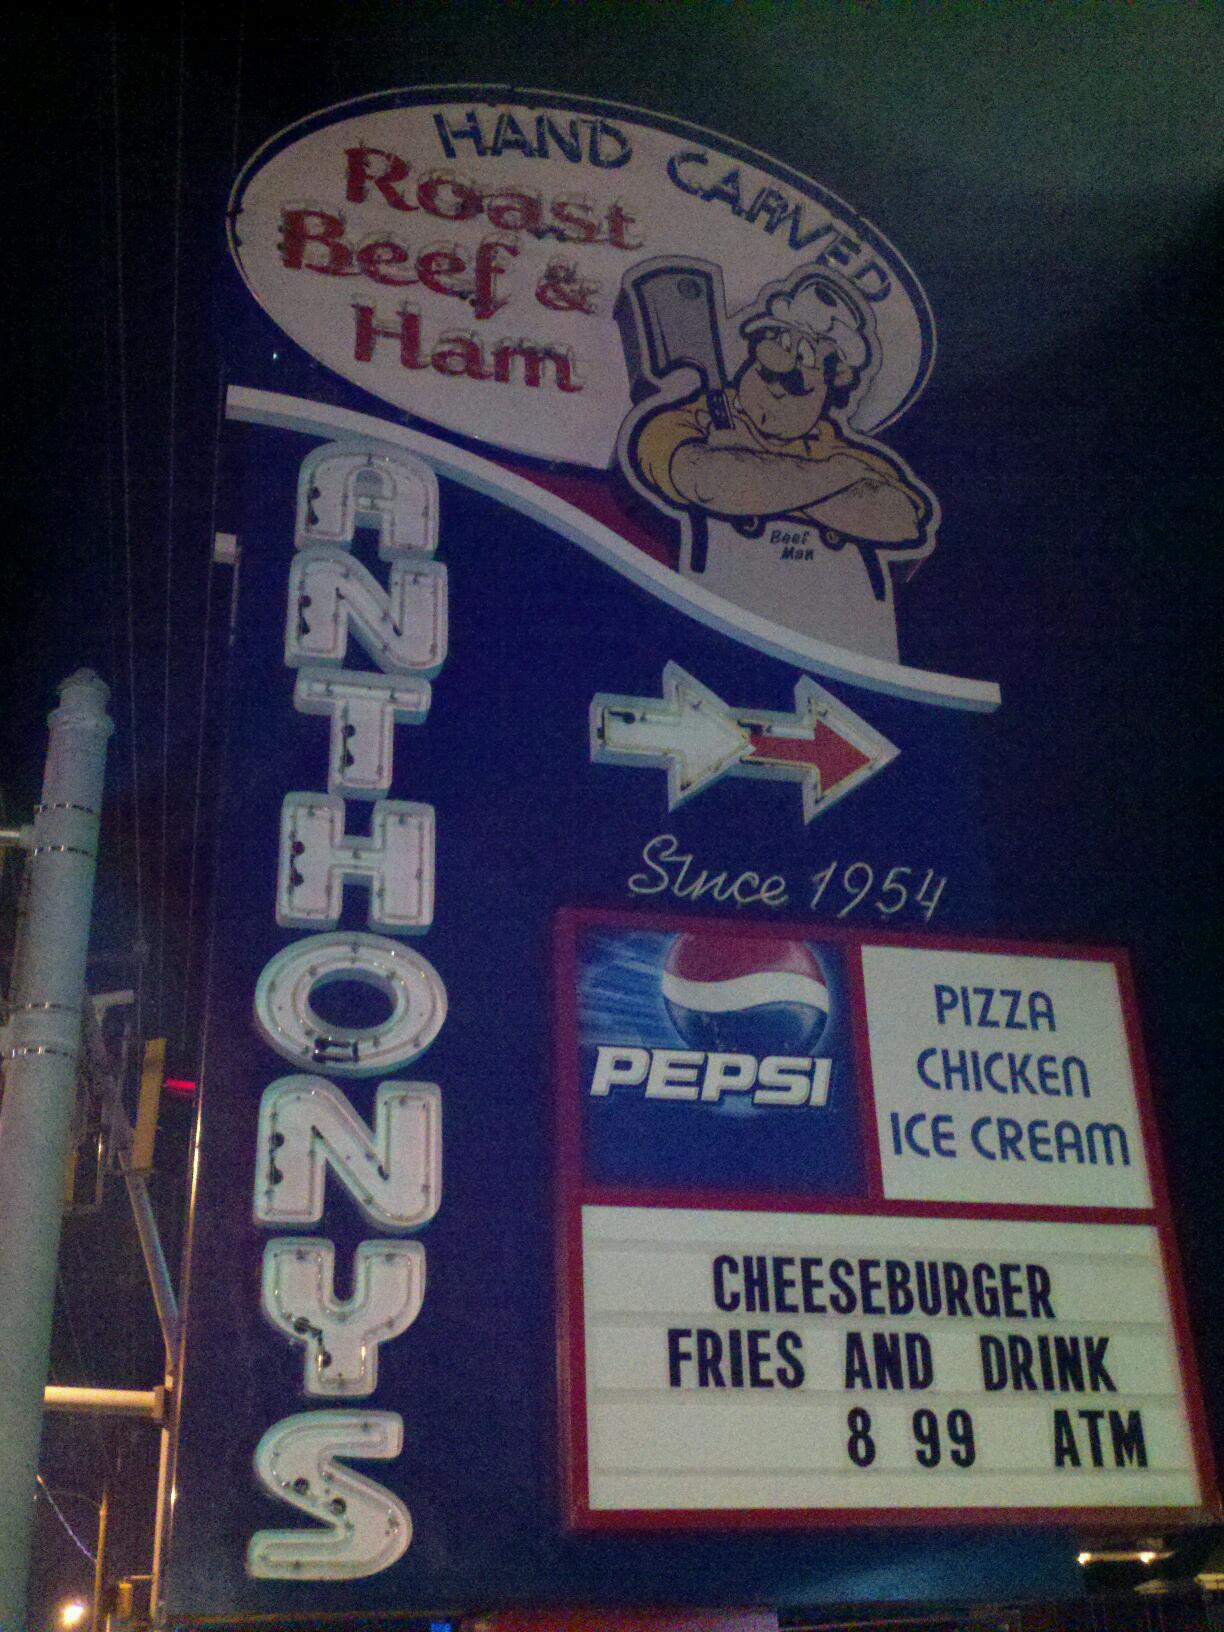 HAND CARVED
Roast
Beef &
Ham
Beef
Man
ANTHONYS
Since 1954
PEPSI
PIZZA
CHICKEN
ICE CREAM
CHEESEBURGER
FRIES AND DRINK
8 99 ATM